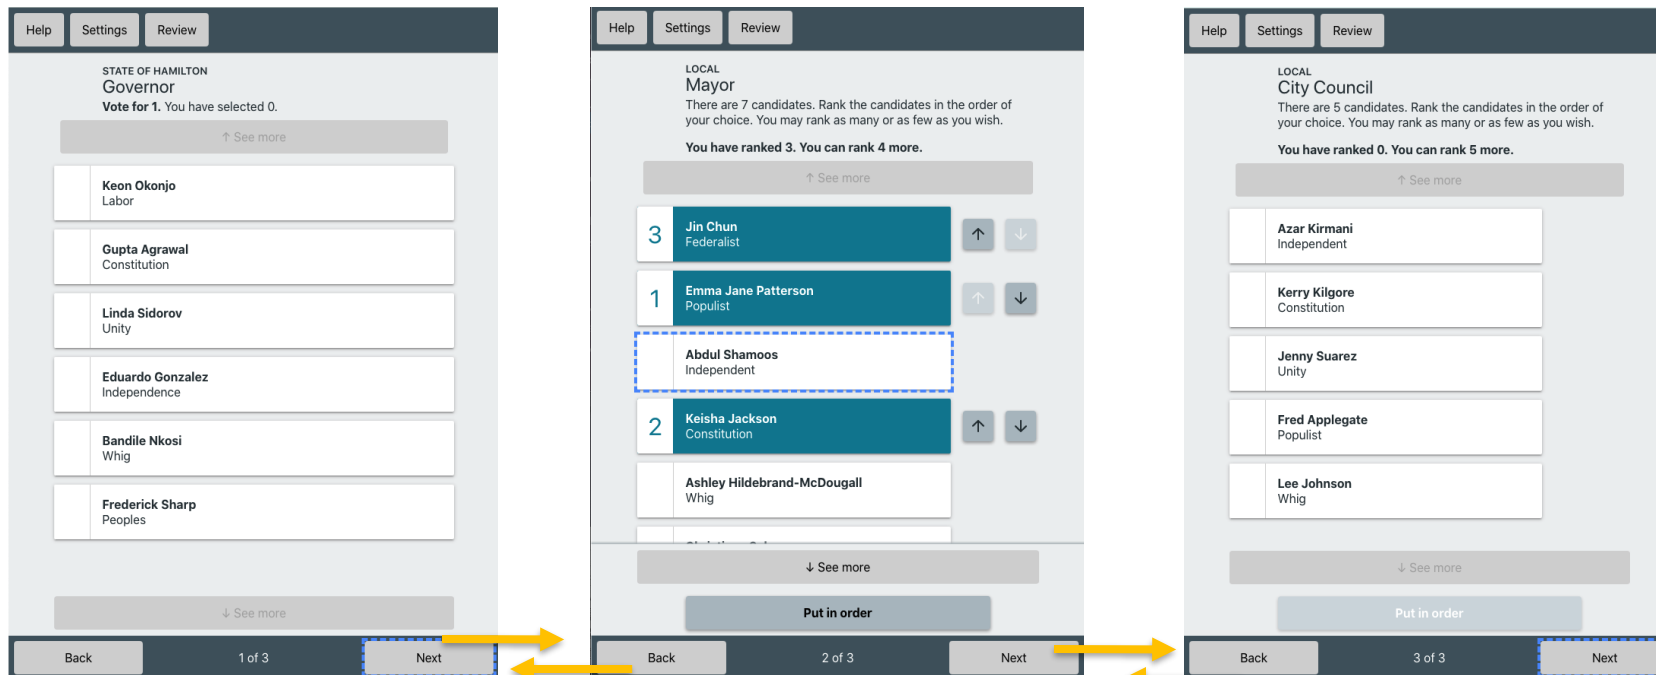 Help Settings Review
STATE OF HAMILTON
Governor
Vote for 1. You have selected 0.
↑ See more
Keon Okonjo
Labor
Gupta Agrawal
Constitution
Linda Sidorov
Unity
Eduardo Gonzalez
Independence
Bandile Nkosi
Whig
Frederick Sharp
Peoples
↓ See more
Back 1 of 3 Next
Help Settings Review
LOCAL
Mayor
There are 7 candidates. Rank the candidates in the order of
your choice. You may rank as many or as few as you wish.
You have ranked 3. You can rank 4 more.
↑ See more
3 Jin Chun ↑ ↓
Federalist
1 Emma Jane Patterson ↑ ↓
Populist
Abdul Shamoos
Independent
2 Keisha Jackson ↑ ↓
Constitution
Ashley Hildebrand-McDougall
Whig
↓ See more
Put in order
Back 2 of 3 Next
Help Settings Review
LOCAL
City Council
There are 5 candidates. Rank the candidates in the order of
your choice. You may rank as many or as few as you wish.
You have ranked 0. You can rank 5 more.
↑ See more
Azar Kirmani
Independent
Kerry Kilgore
Constitution
Jenny Suarez
Unity
Fred Applegate
Populist
Lee Johnson
Whig
↓ See more
Put in order
Back 3 of 3 Next